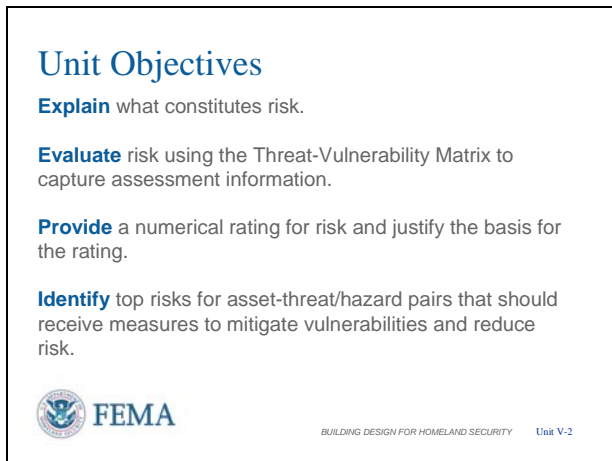 Unit Objectives
Explain what constitutes risk.
Evaluate risk using the Threat-Vulnerability Matrix to
capture assessment information.
Provide a numerical rating for risk and justify the basis for
the rating.
Identify top risks for asset-threat/hazard pairs that should
receive measures to mitigate vulnerabilities and reduce
risk.
FEMA
BUILDING DESIGN FOR HOMELAND SECURITY Unit V-2